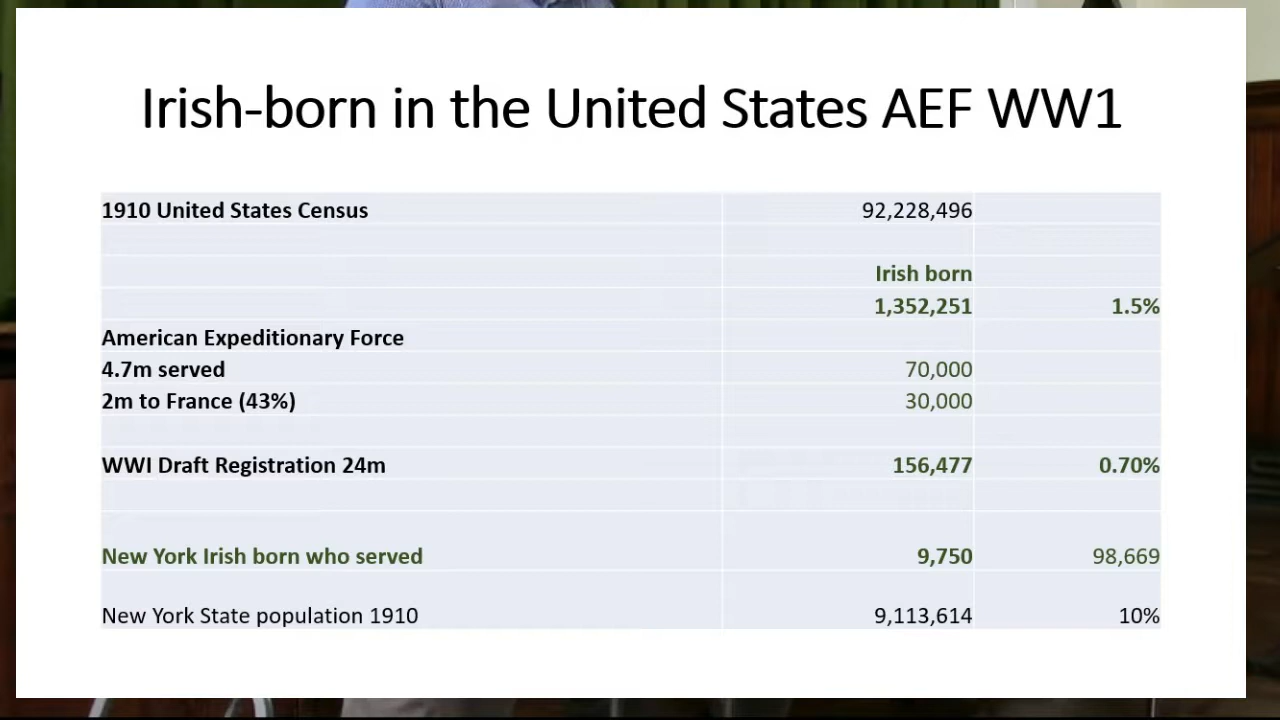 Irish-born in the United States AEF WW1
1910 United States Census 92,228,496
Irish born
1,352,251 1.5%
American Expeditionary Force
4.7m served 70,000
2m to France (43%) 30,000
WWI Draft Registration 24m 156,477 0.70%
New York Irish born who served 9,750 98,669
New York State population 1910 9,113,614 10%